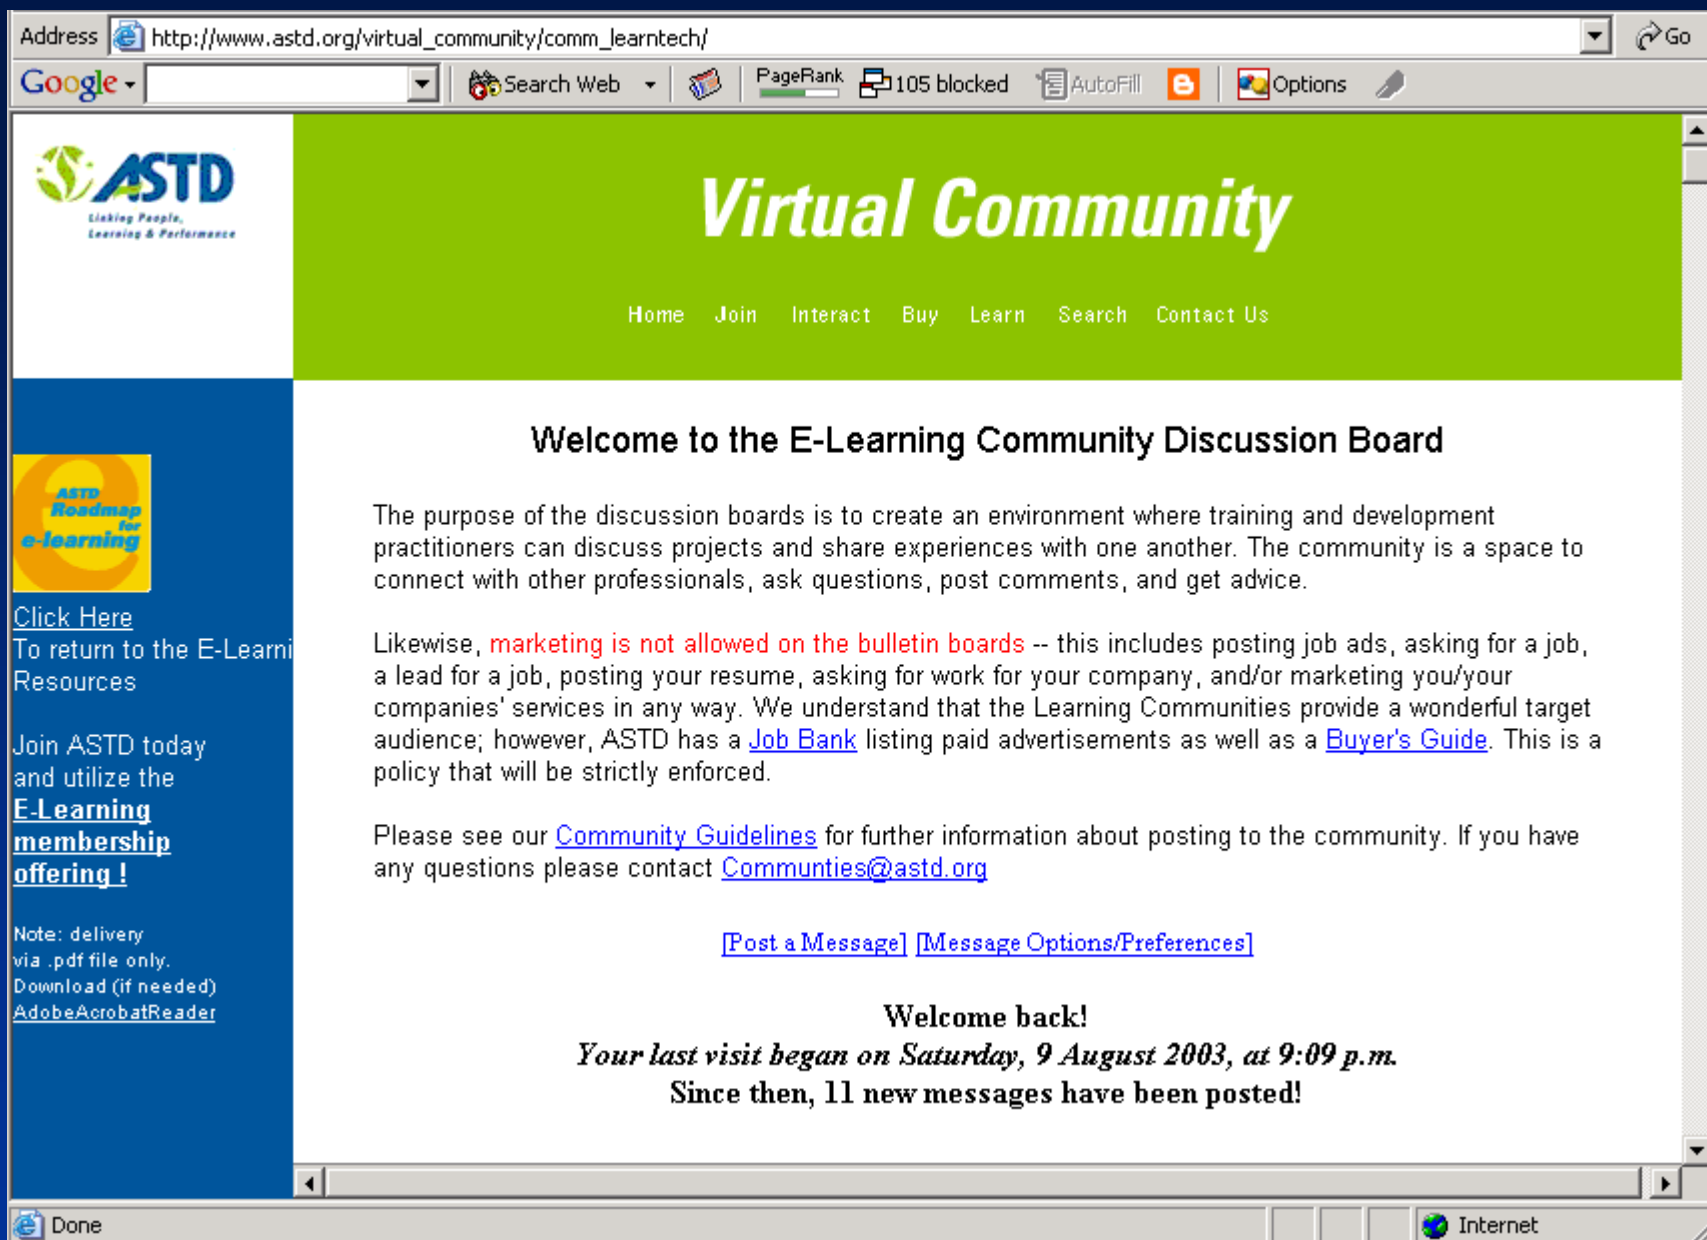 Address http://www.astd.org/virtual_community/comm_learntech/ Go
Google Search Web PageRank 105 blocked AutoFill Options
ASTD
Linking People,
Learning & Performance
Virtual Community
Home Join Interact Buy Learn Search Contact Us
ASTD
Roadmap
for
e-learning
Click Here
To return to the E-Learni
Resources
Join ASTD today
and utilize the
E-Learning
membership
offering !
Note: delivery
via .pdf file only.
Download (if needed)
AdobeAcrobatReader
Welcome to the E-Learning Community Discussion Board
The purpose of the discussion boards is to create an environment where training and development
practitioners can discuss projects and share experiences with one another. The community is a space to
connect with other professionals, ask questions, post comments, and get advice.
Likewise, marketing is not allowed on the bulletin boards -- this includes posting job ads, asking for a job,
a lead for a job, posting your resume, asking for work for your company, and/or marketing you/your
companies' services in any way. We understand that the Learning Communities provide a wonderful target
audience; however, ASTD has a Job Bank listing paid advertisements as well as a Buyer's Guide. This is a
policy that will be strictly enforced.
Please see our Community Guidelines for further information about posting to the community. If you have
any questions please contact Communties@astd.org
[Post a Message] [Message Options/Preferences]
Welcome back!
Your last visit began on Saturday, 9 August 2003, at 9:09 p.m.
Since then, 11 new messages have been posted!
Done Internet